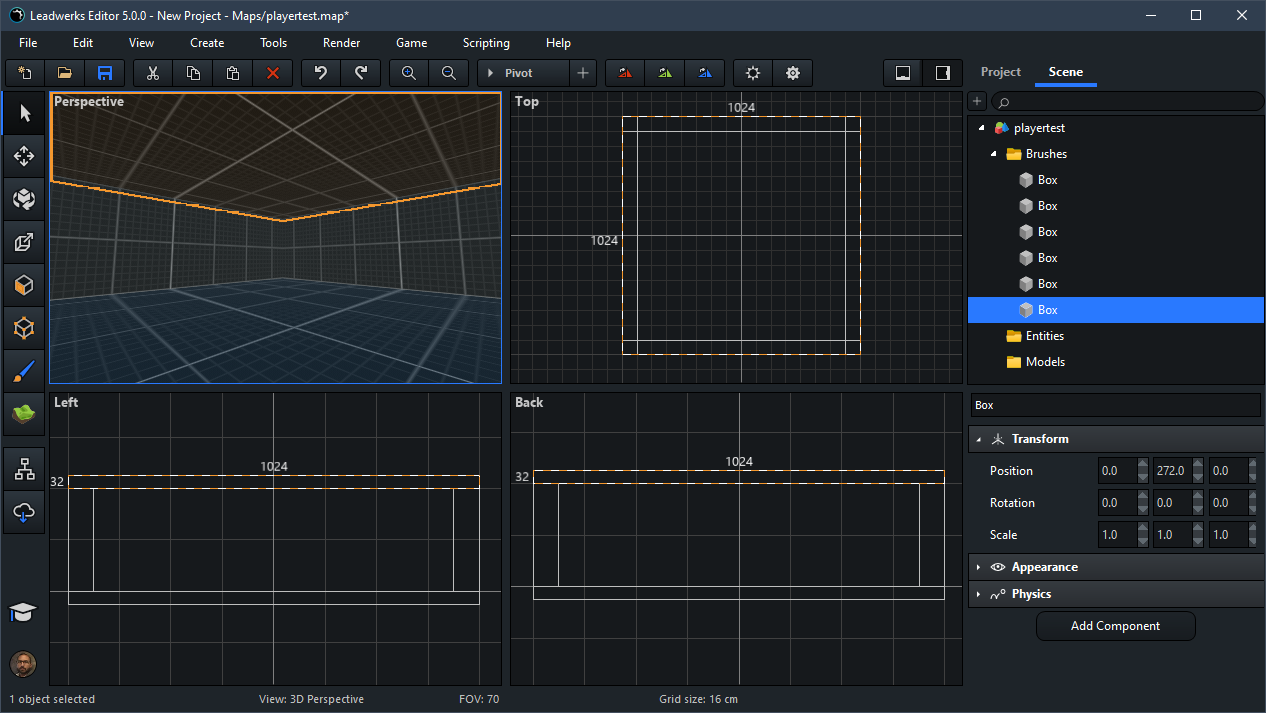 Leadwerks Editor 5.0.0 - New Project - Maps/playertest.map*
File Edit View Create Tools Render Game Scripting Help
Pivot
Project Scene
Perspective
Top
1024
1024
playertest
Brushes
Box
Box
Box
Box
Box
Box
Entities
Models
Left
1024
32
Back
1024
32
Box
Transform
Position 0.0 272.0 0.0
Rotation 0.0 0.0 0.0
Scale 1.0 1.0 1.0
Appearance
Physics
Add Component
1 object selected View: 3D Perspective FOV: 70 Grid size: 16 cm